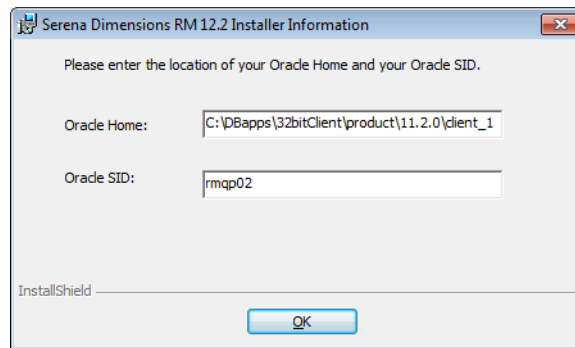 Serena Dimensions RM 12.2 Installer Information
Please enter the location of your Oracle Home and your Oracle SID.
Oracle Home: C:\DBapps\32bitClient\product\11.2.0\client_1
Oracle SID: rmqp02
InstallShield
OK